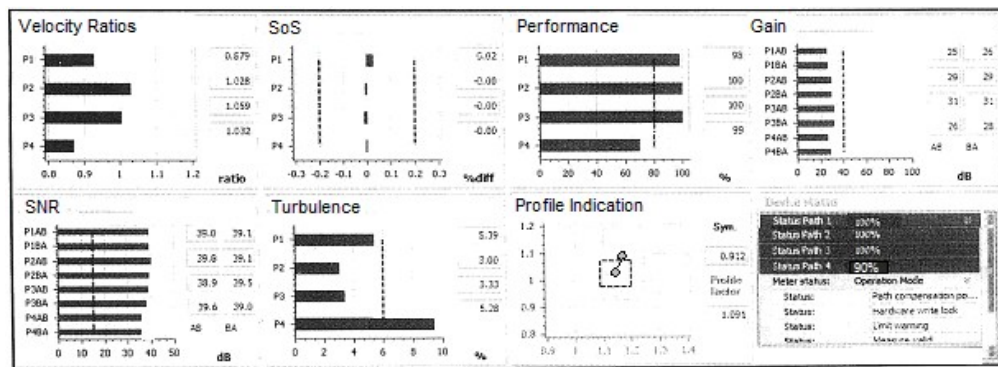 Velocity Ratios
P1
P2
P3
P4
0.879
1.028
1.059
1.032
0.8 0.9 1 1.1 1.2
ratio
SoS
P1
P2
P3
P4
0.02
-0.00
-0.00
-0.00
-0.3 -0.2 -0.1 0 0.1 0.2 0.3
%diff
Performance
P1
P2
P3
P4
98
100
100
99
0 20 40 60 80 100
%
Gain
P1AB
P1BA
P2AB
P2BA
P3AB
P3BA
P4AB
P4BA
25 26
29 29
31 31
26 28
AB BA
0 20 40 60 80 100
dB
SNR
P1AB
P1BA
P2AB
P2BA
P3AB
P3BA
P4AB
P4BA
39.0 39.1
39.8 39.1
38.9 39.5
39.6 39.0
AB BA
0 10 20 30 40 50
dB
Turbulence
P1
P2
P3
P4
5.39
3.00
3.33
5.28
0 2 4 6 8 10
%
Profile Indication
1.2
1.1
1
0.9
0.8
0.9 1 1.1 1.2 1.3 1.4
Sym.
0.912
Profile
Factor
1.091
Device status
Status Path 1 100%
Status Path 2 100%
Status Path 3 100%
Status Path 4 90%
Meter status: Operation Mode
Status: Path compensation po...
Status: Hardware write lock
Status: Limit warning
Status: Measure valid